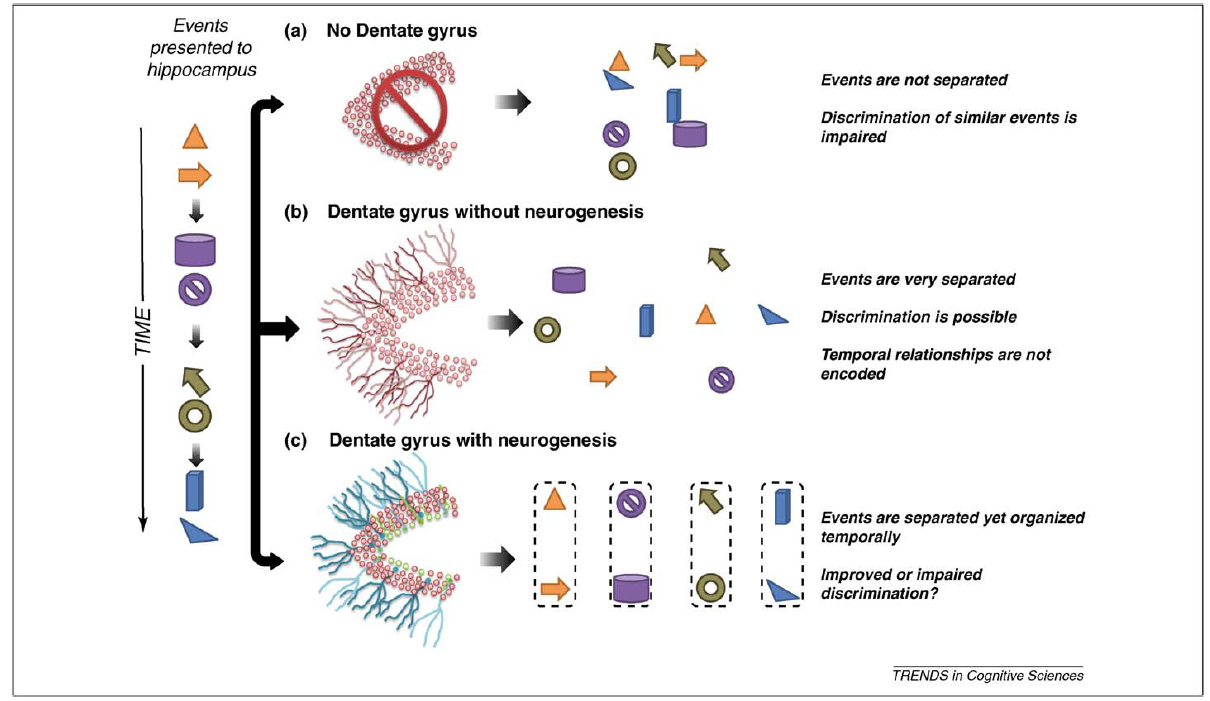 Events
presented to
hippocampus
TIME
(a) No Dentate gyrus
Events are not separated
Discrimination of similar events is
impaired
(b) Dentate gyrus without neurogenesis
Events are very separated
Discrimination is possible
Temporal relationships are not
encoded
(c) Dentate gyrus with neurogenesis
Events are separated yet organized
temporally
Improved or impaired
discrimination?
TRENDS in Cognitive Sciences